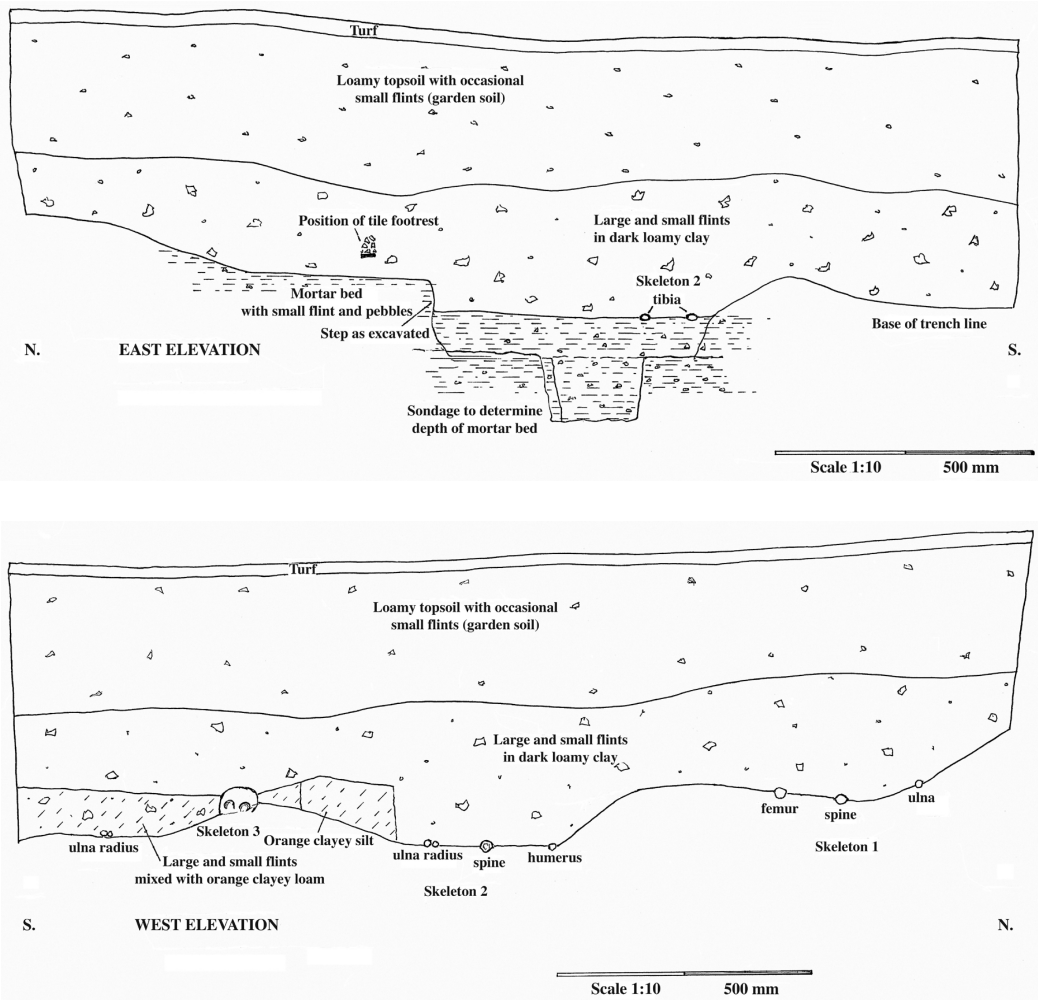 Turf
Loamy topsoil with occasional
small flints (garden soil)
Position of tile footrest
Large and small flints
in dark loamy clay
Skeleton 2
tibia
Mortar bed
with small flint and pebbles
Step as excavated
Base of trench line
N.
EAST ELEVATION
S.
Sondage to determine
depth of mortar bed
Scale 1:10
500 mm
Turf
Loamy topsoil with occasional
small flints (garden soil)
Large and small flints
in dark loamy clay
Skeleton 3
Orange clayey silt
ulna radius
Large and small flints
mixed with orange clayey loam
ulna radius
spine
humerus
Skeleton 2
femur
spine
ulna
Skeleton 1
S.
WEST ELEVATION
N.
Scale 1:10
500 mm